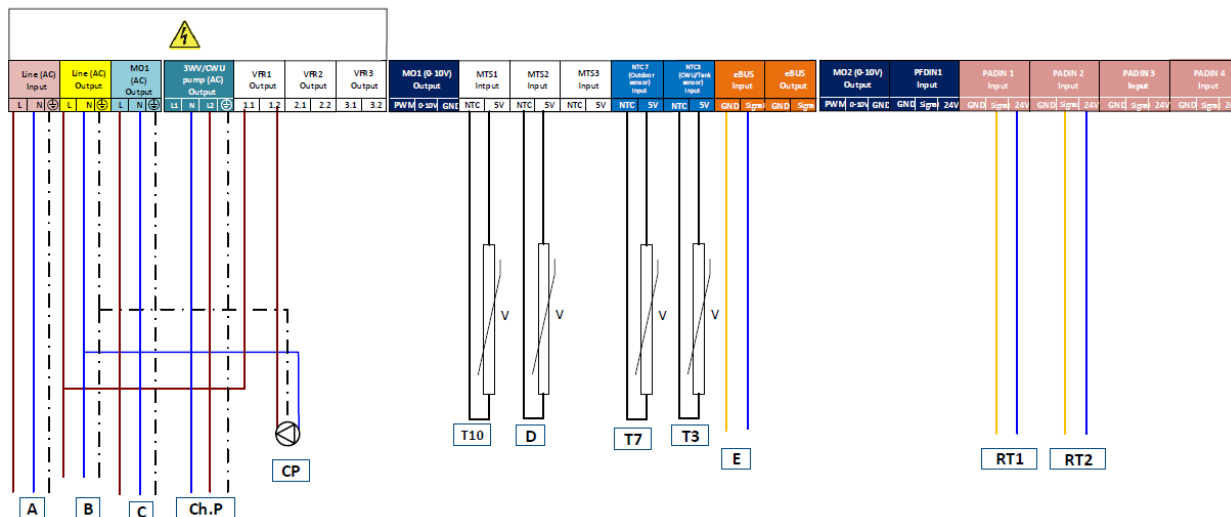 Line (AC)
Input
Line (AC)
Output
MO1
(AC)
Output
3WV/CWU
pump (AC)
Output
VFR1
Output
VFR2
Output
VFR3
Output
MO1 (0-10V)
Output
MTS1
Input
MTS2
Input
MTS3
Input
NTC 7
(Outdoor
sensor)
Input
NTC3
(CWU/Tank
sensor)
Input
eBUS
Input
eBUS
Output
MO2 (0-10V)
Output
PFDIN1
Input
PADIN 1
Input
PADIN 2
Input
PADIN 3
Input
PADIN 4
Input
L N L N L N L1 N L2 1.1 1.2 2.1 2.2 3.1 3.2 PWM 0-10V GND NTC 5V NTC 5V NTC 5V NTC 5V NTC 5V GND Signal GND Signal PWM 0-10V GND GND Signal 24V GND Signal 24V GND Signal 24V GND Signal 24V GND Signal 24
V V V V
T10 D T7 T3 E RT1 RT2
CP
A B C Ch.P